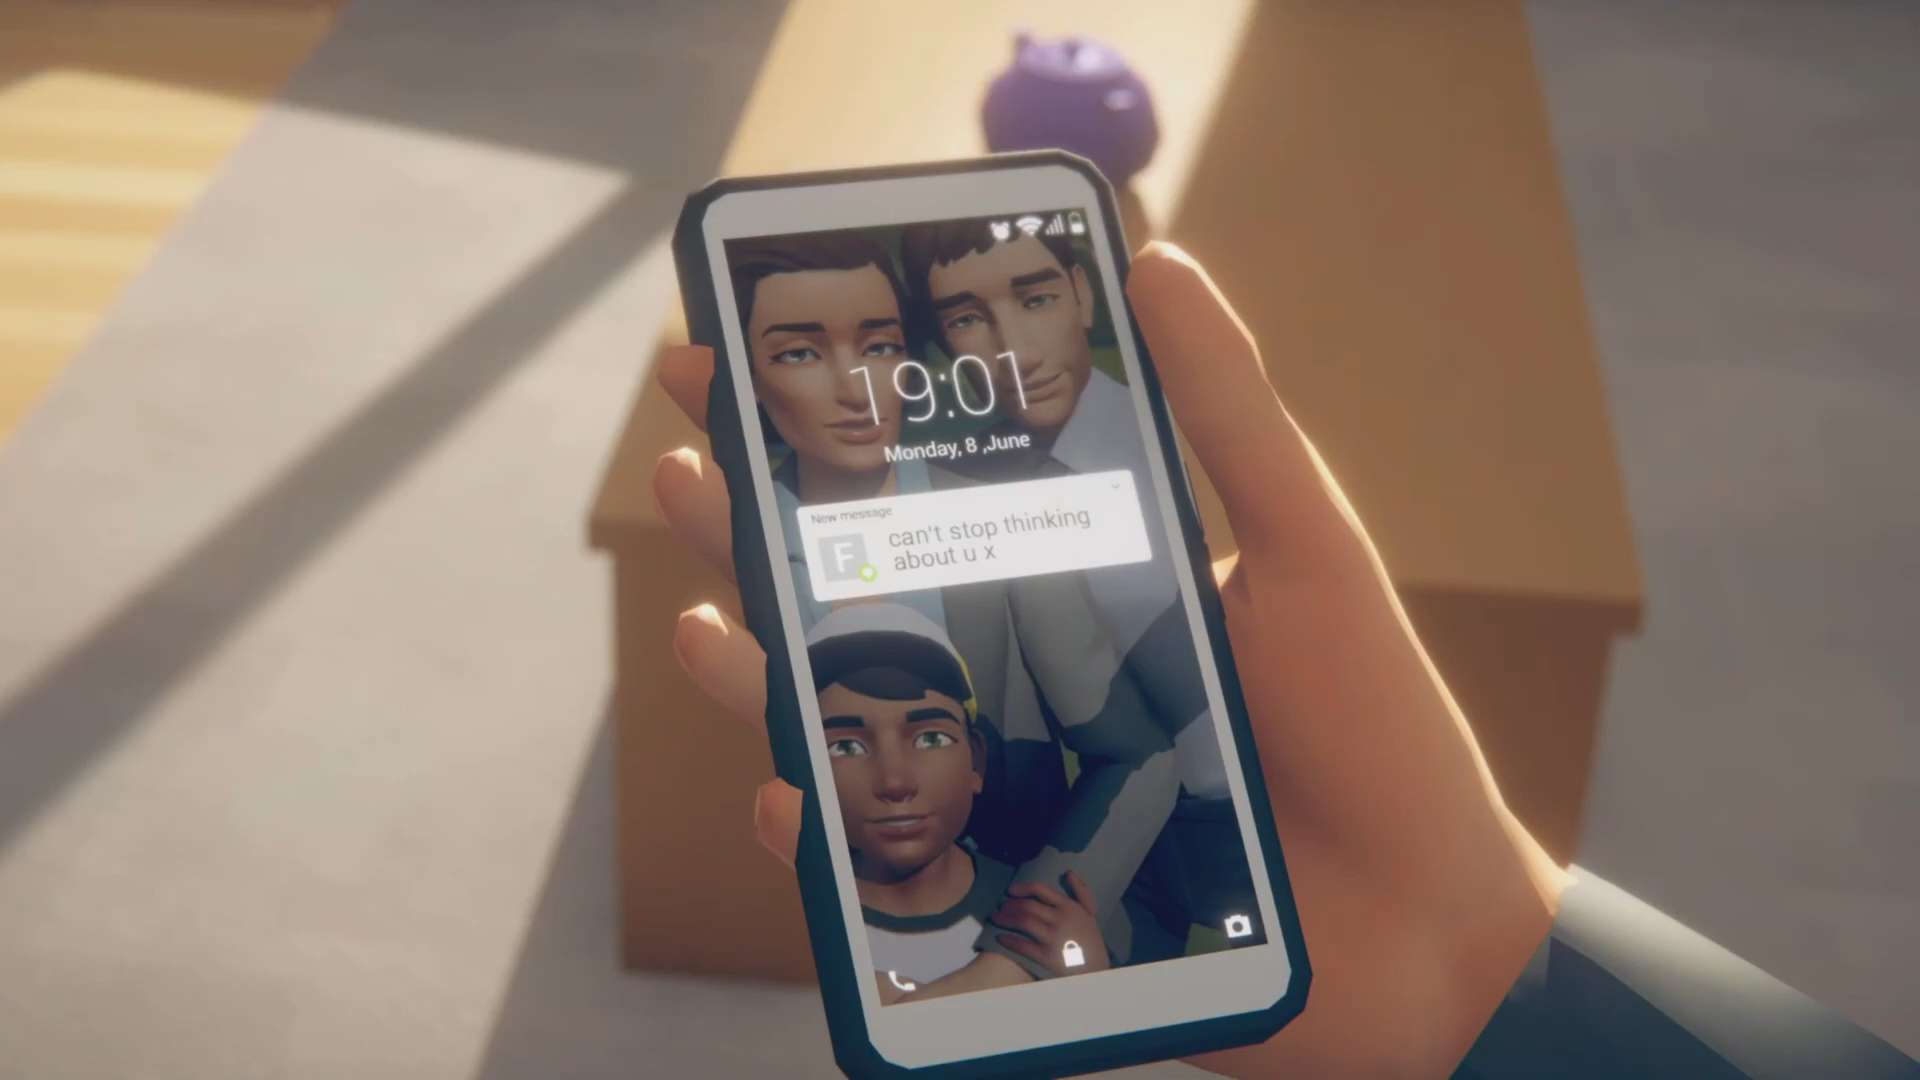 19:01
Monday, 8 ,June
New message
F
can't stop thinking
about u x